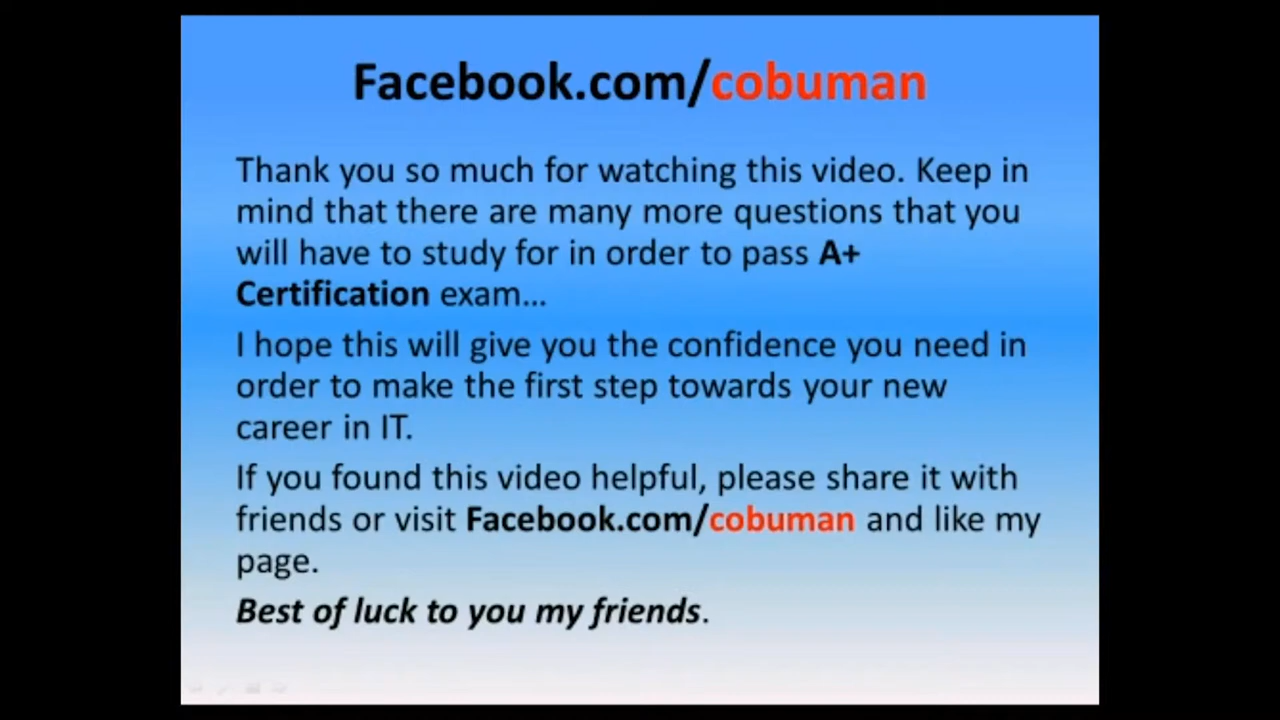 Facebook.com/cobuman
Thank you so much for watching this video. Keep in
mind that there are many more questions that you
will have to study for in order to pass A+
Certification exam...
I hope this will give you the confidence you need in
order to make the first step towards your new
career in IT.
If you found this video helpful, please share it with
friends or visit Facebook.com/cobuman and like my
page.
Best of luck to you my friends.